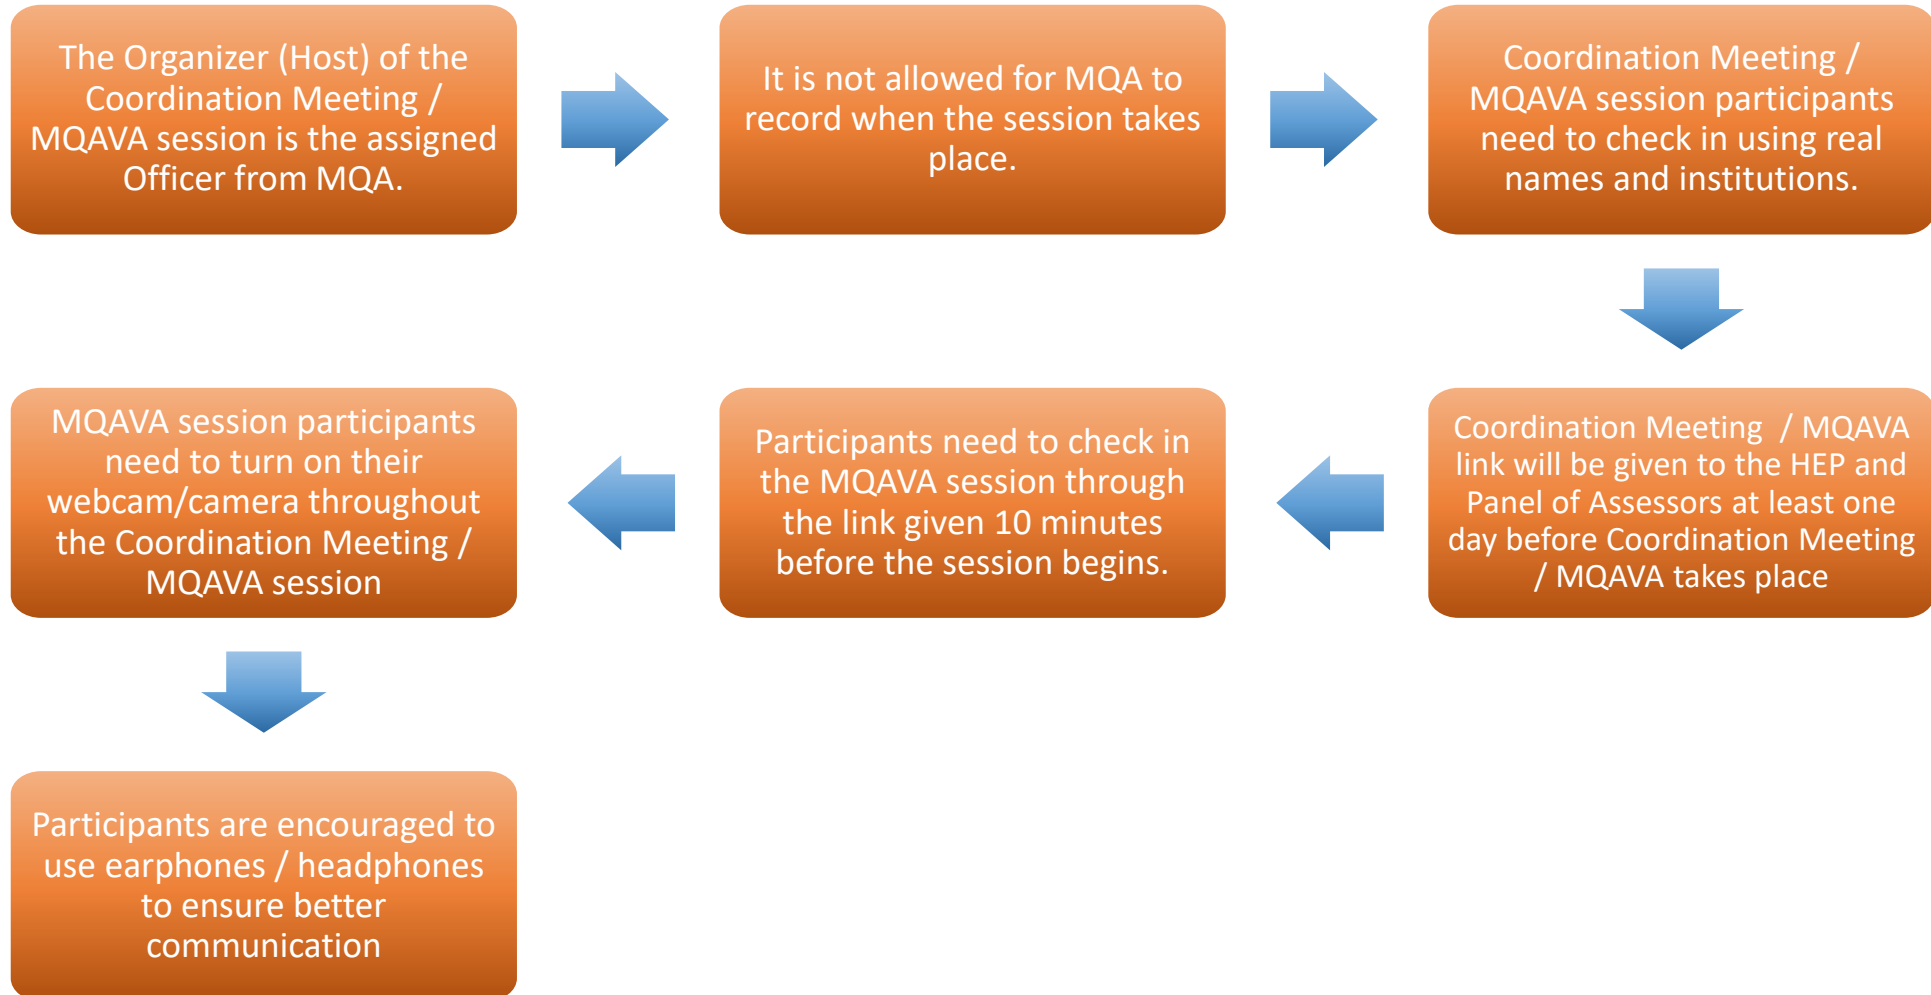 The Organizer (Host) of the
Coordination Meeting /
MQAVA session is the assigned
Officer from MQA.
It is not allowed for MQA to
record when the session takes
place.
Coordination Meeting /
MQAVA session participants
need to check in using real
names and institutions.
Coordination Meeting / MQAVA
link will be given to the HEP and
Panel of Assessors at least one
day before Coordination Meeting
/ MQAVA takes place
Participants need to check in
the MQAVA session through
the link given 10 minutes
before the session begins.
MQAVA session participants
need to turn on their
webcam/camera throughout
the Coordination Meeting /
MQAVA session
Participants are encouraged to
use earphones / headphones
to ensure better
communication